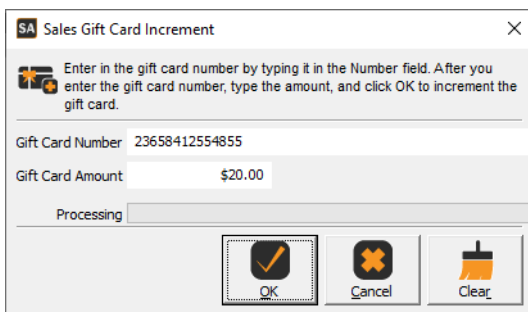 SA Sales Gift Card Increment
Enter in the gift card number by typing it in the Number field. After you
enter the gift card number, type the amount, and click OK to increment the
gift card.
Gift Card Number 23658412554855
Gift Card Amount $20.00
Processing
OK Cancel Clear